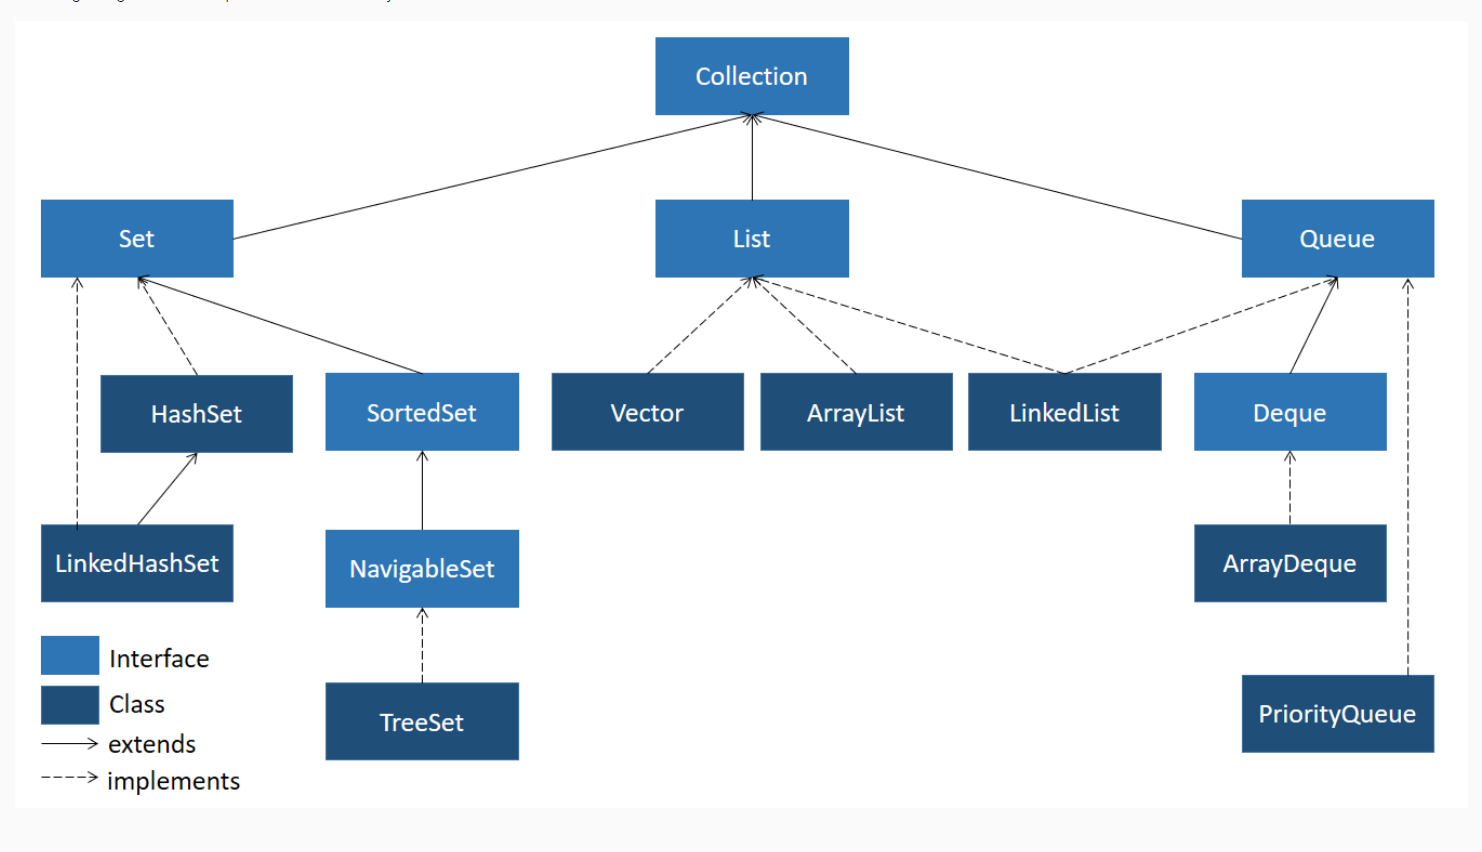 Collection
Set
List
Queue
HashSet
SortedSet
Vector
ArrayList
LinkedList
Deque
LinkedHashSet
NavigableSet
ArrayDeque
Interface
Class
TreeSet
PriorityQueue
extends
implements